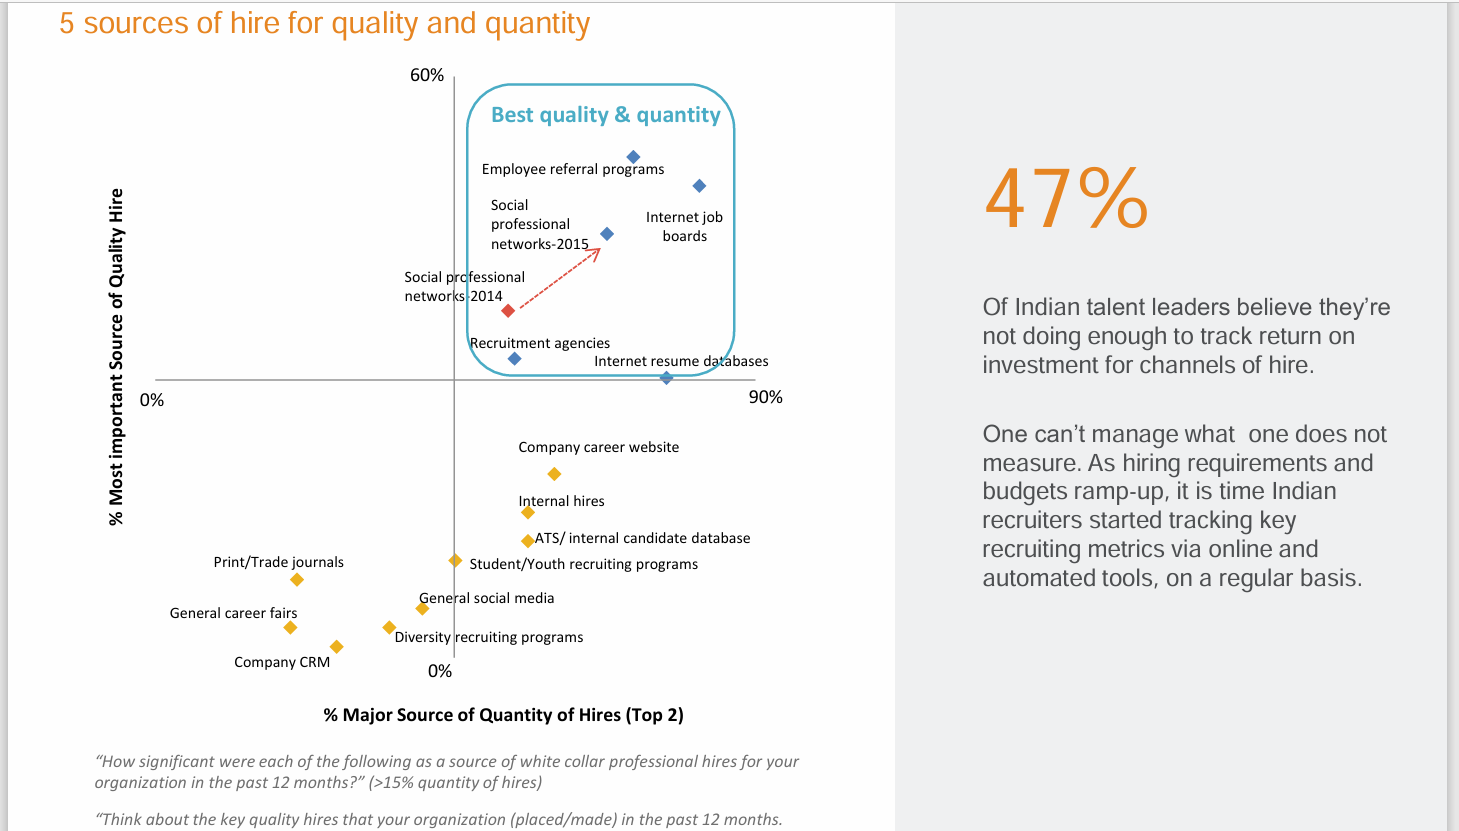 5 sources of hire for quality and quantity
60%
Best quality & quantity
Employee referral programs
Social
professional
networks-2015
Internet job
boards
Social professional
networks-2014
Recruitment agencies
Internet resume databases
0%
90%
% Most important Source of Quality Hire
Company career website
Internal hires
ATS/ internal candidate database
Student/Youth recruiting programs
Print/Trade journals
General social media
General career fairs
Diversity recruiting programs
Company CRM
0%
% Major Source of Quantity of Hires (Top 2)
“How significant were each of the following as a source of white collar professional hires for your
organization in the past 12 months?” (>15% quantity of hires)
“Think about the key quality hires that your organization (placed/made) in the past 12 months.
47%
Of Indian talent leaders believe they’re
not doing enough to track return on
investment for channels of hire.
One can’t manage what  one does not
measure. As hiring requirements and
budgets ramp-up, it is time Indian
recruiters started tracking key
recruiting metrics via online and
automated tools, on a regular basis.